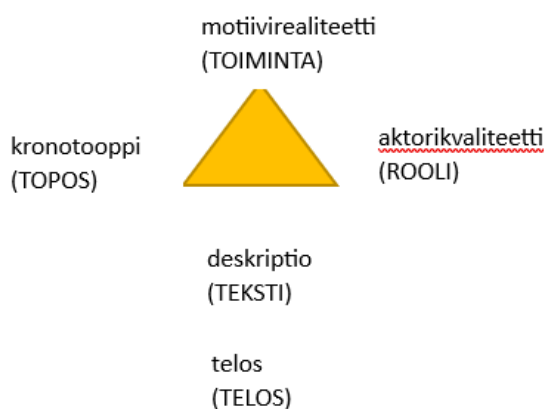 motiivirealiteetti
(TOIMINTA)
kronotooppi
(TOPOS)
aktorikvaliteetti
(ROOLI)
deskriptio
(TEKSTI)
telos
(TELOS)